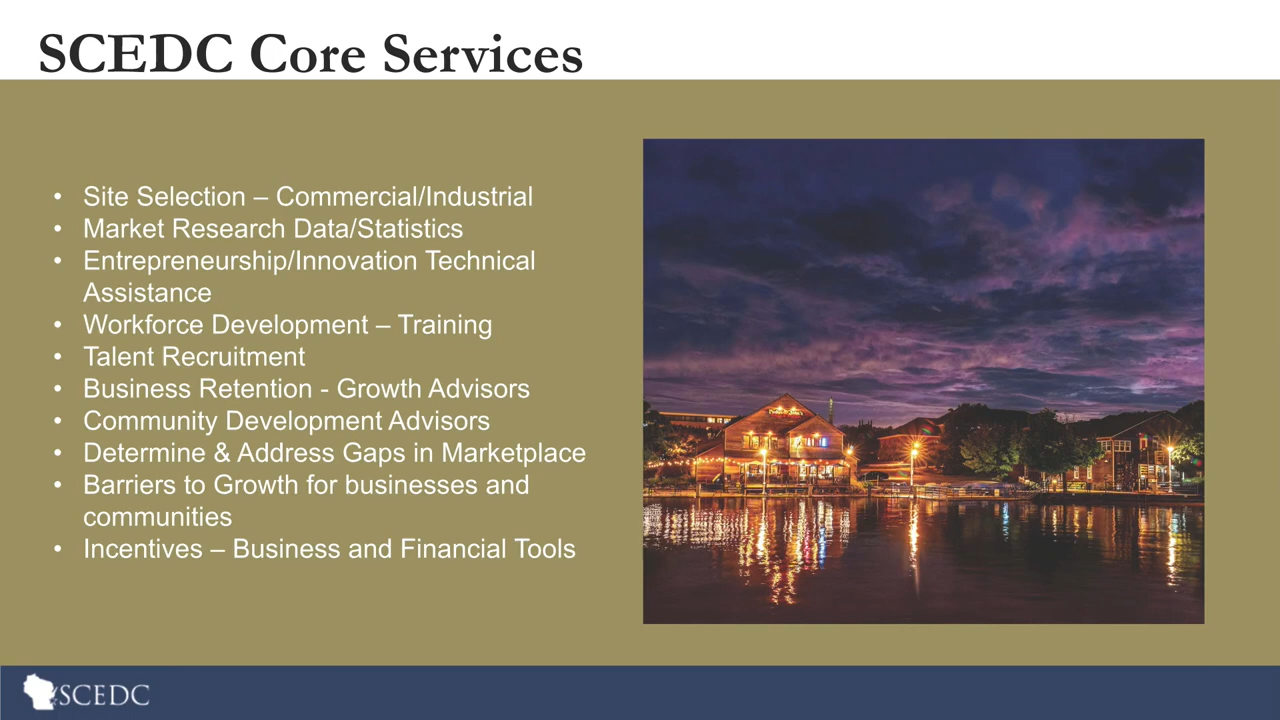 SCEDC Core Services
• Site Selection – Commercial/Industrial
• Market Research Data/Statistics
• Entrepreneurship/Innovation Technical
Assistance
• Workforce Development – Training
• Talent Recruitment
• Business Retention - Growth Advisors
• Community Development Advisors
• Determine & Address Gaps in Marketplace
• Barriers to Growth for businesses and
communities
• Incentives – Business and Financial Tools
SCEDC